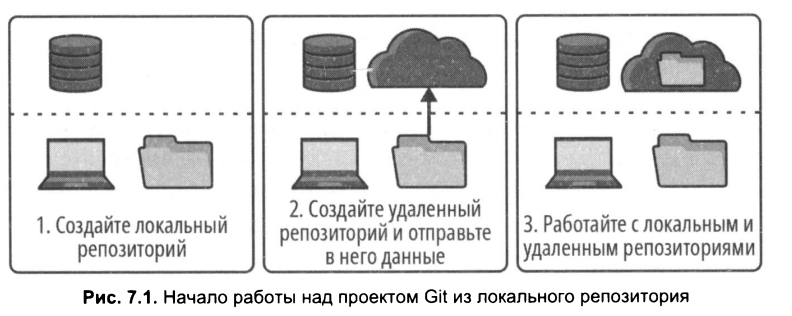 1. Создайте локальный
репозиторий
2. Создайте удаленный
репозиторий и отправьте
в него данные
3. Работайте с локальным и
удаленным репозиториями
Рис. 7.1. Начало работы над проектом Git из локального репозитория